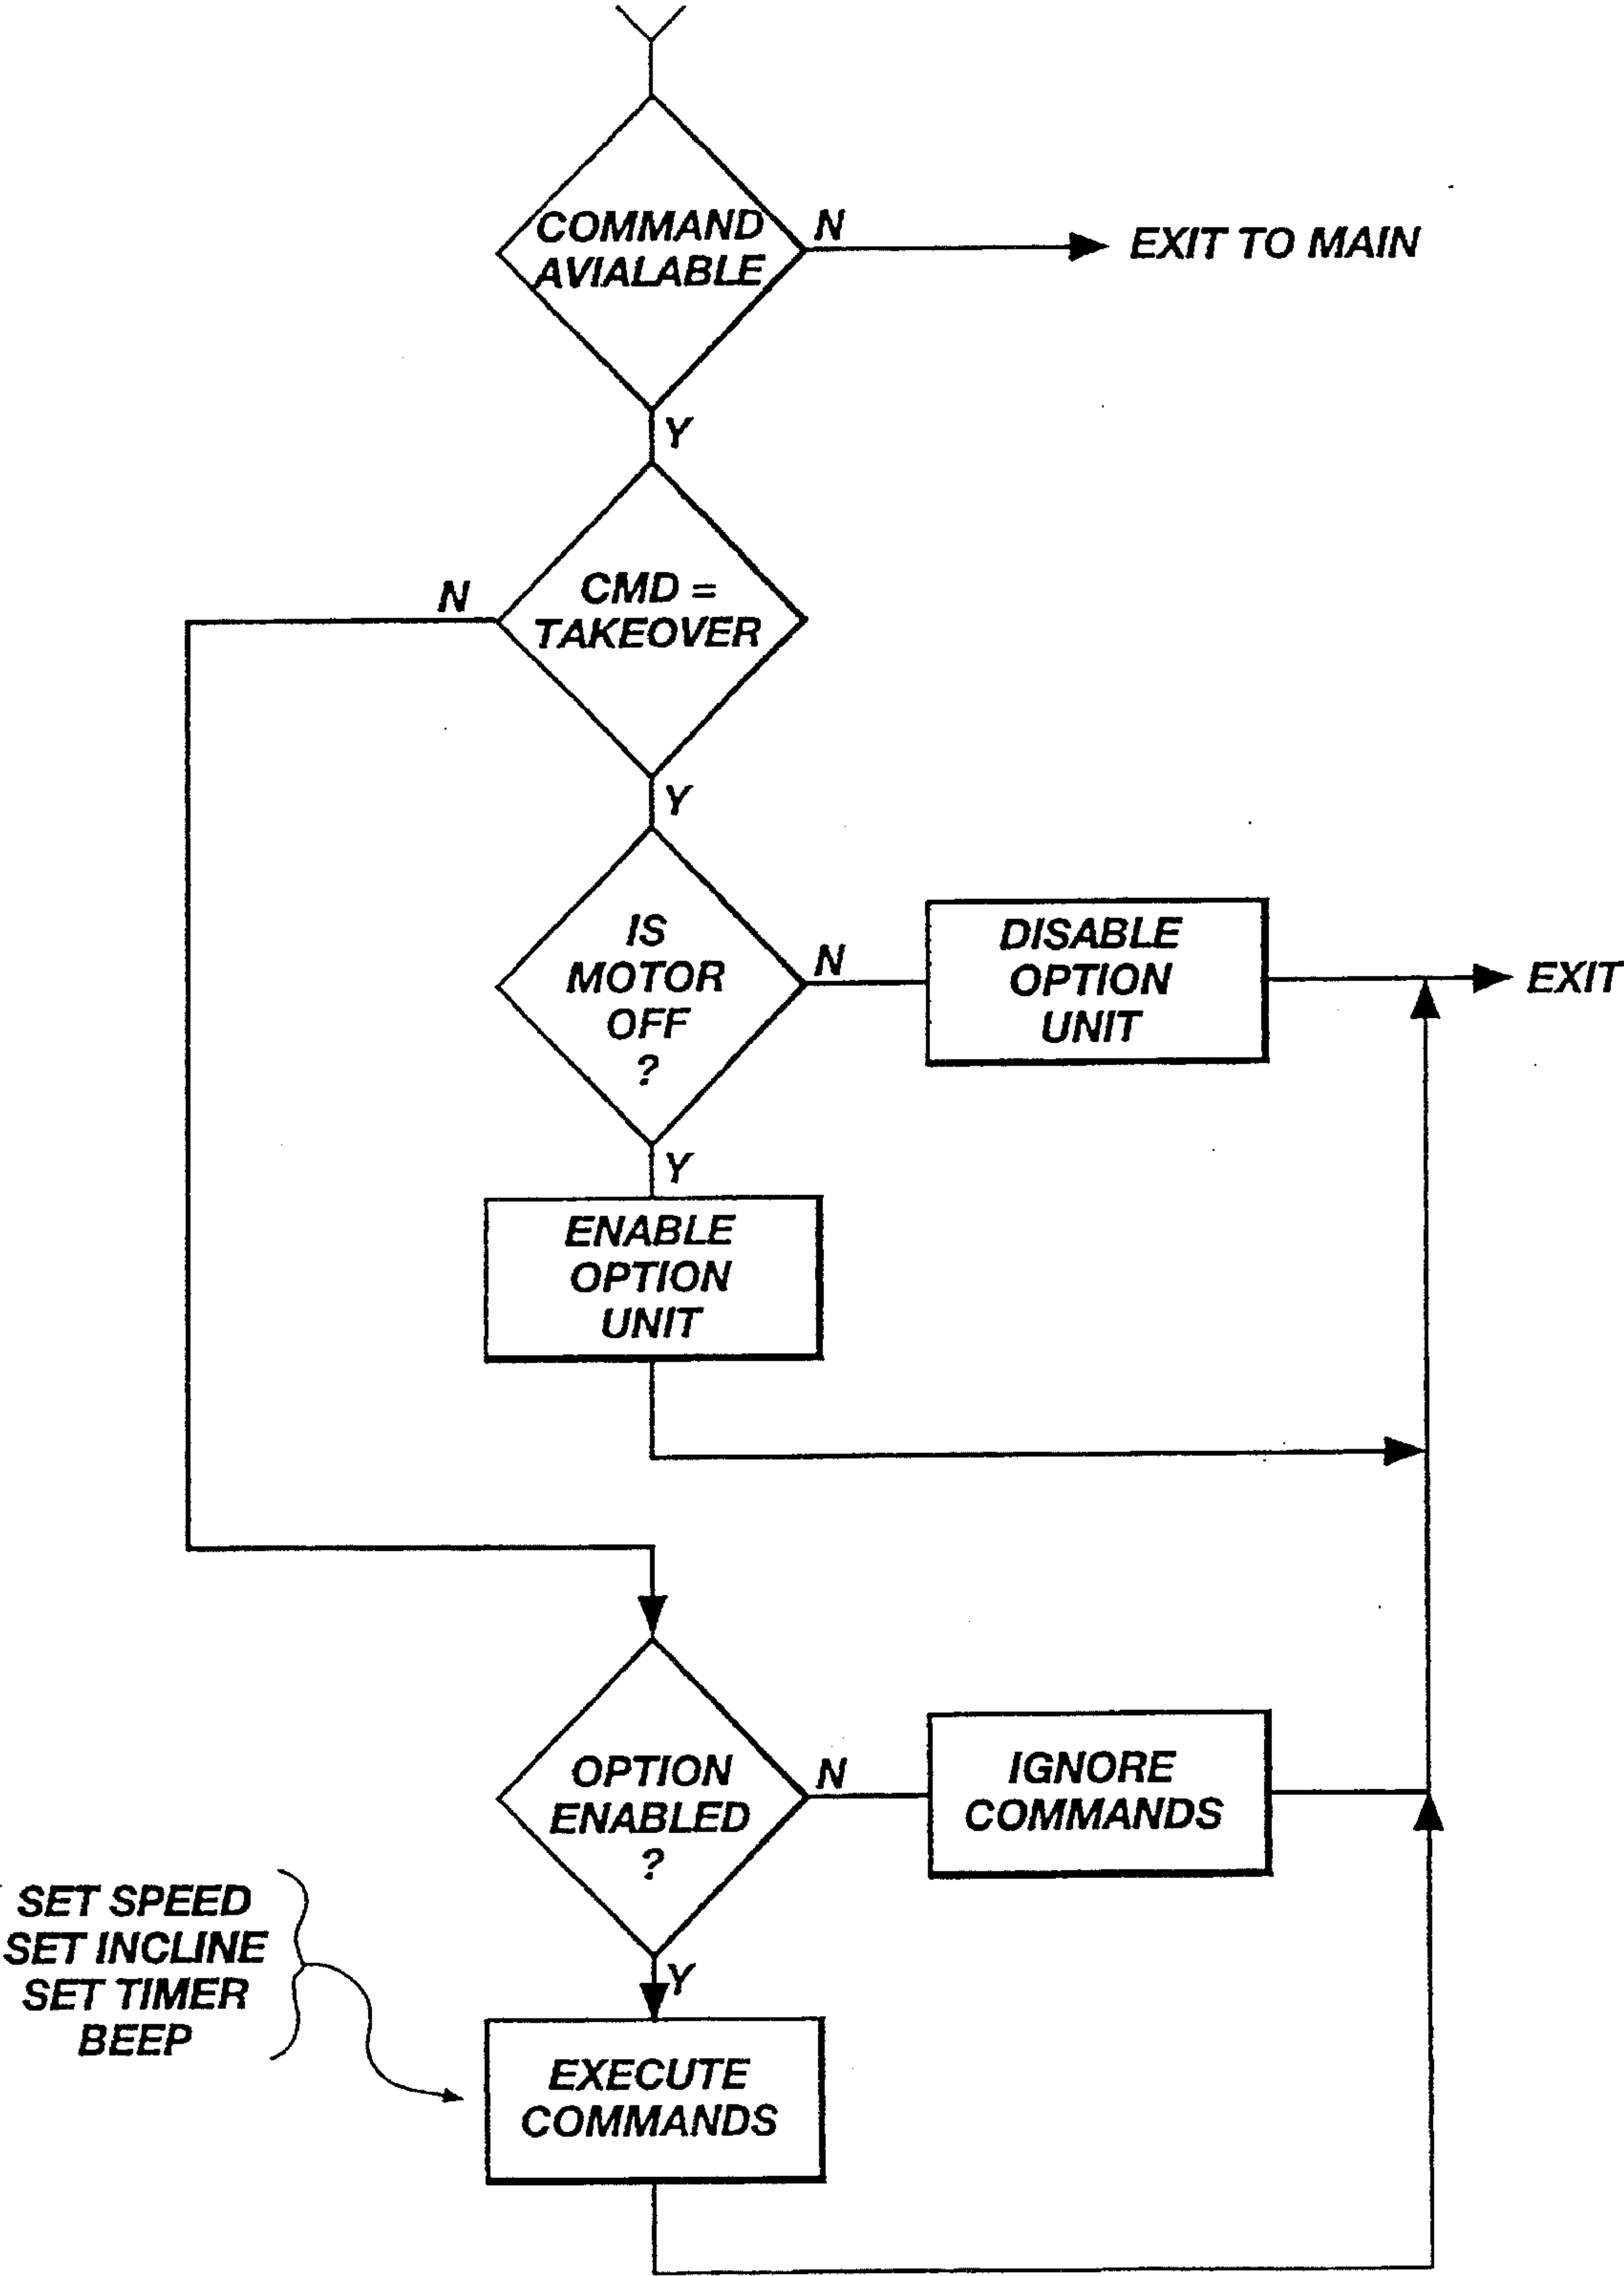 COMMAND
AVIALABLE
N
EXIT TO MAIN
Y
CMD =
TAKEOVER
N
Y
IS
MOTOR
OFF
?
N
DISABLE
OPTION
UNIT
EXIT
Y
ENABLE
OPTION
UNIT
OPTION
ENABLED
?
N
IGNORE
COMMANDS
Y
SET SPEED
SET INCLINE
SET TIMER
BEEP
EXECUTE
COMMANDS